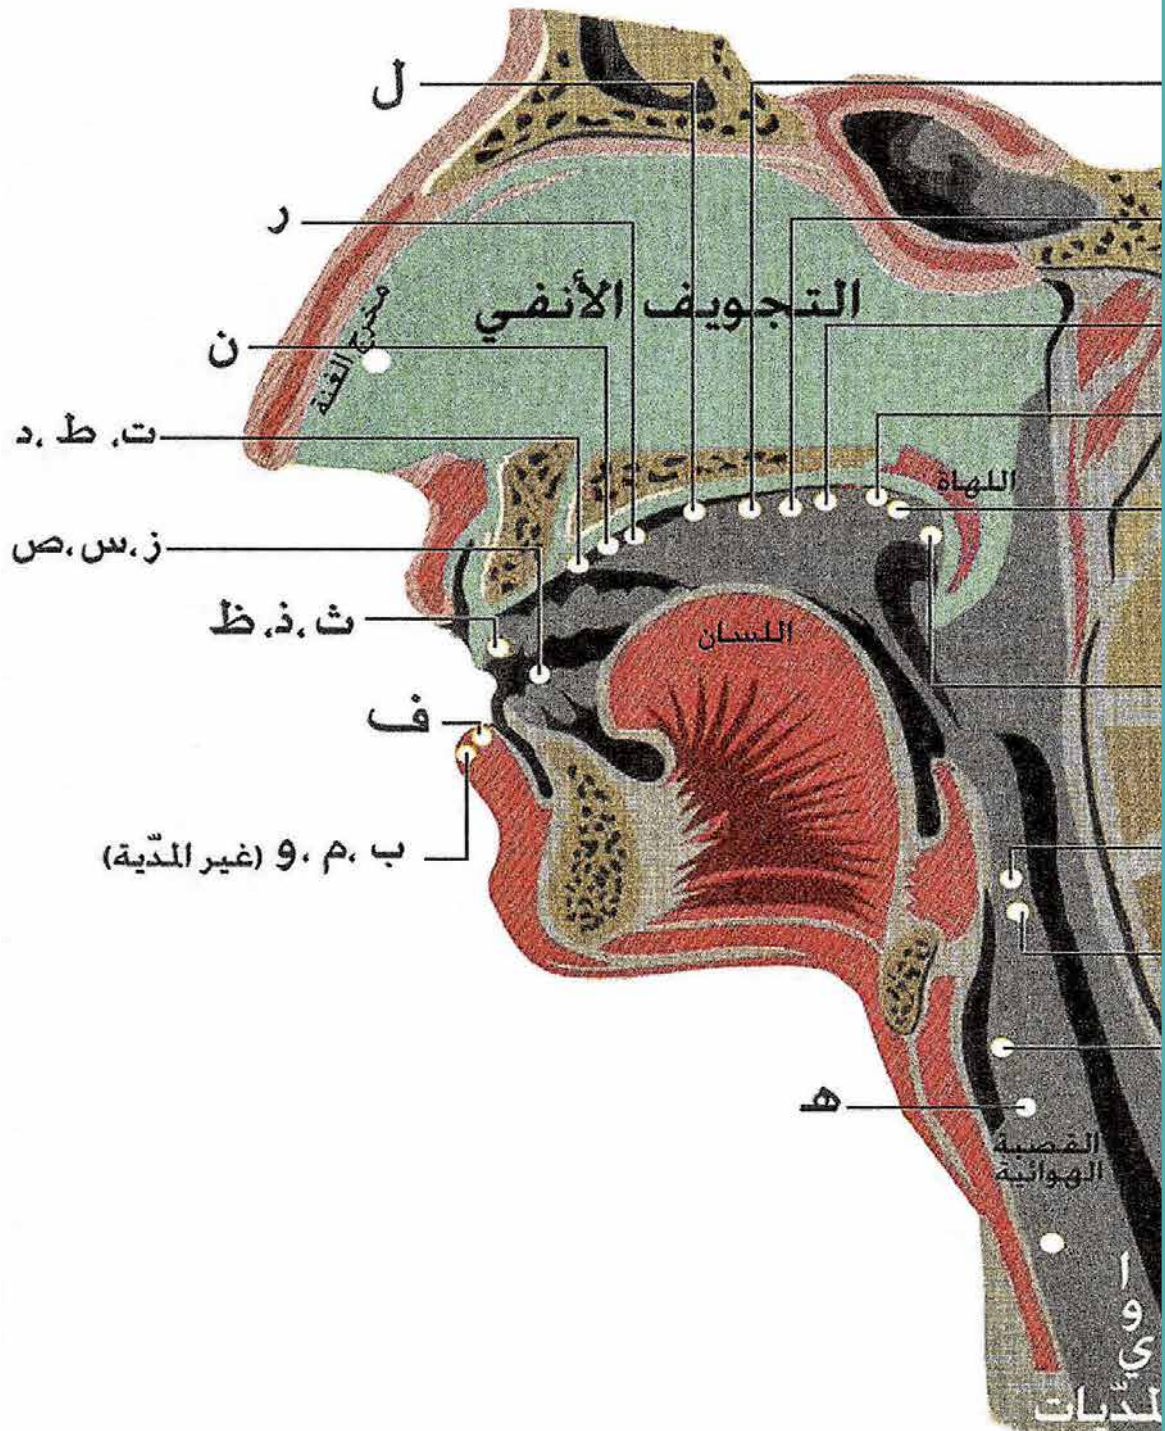 ل
ر
التجويف الأنفي
مخرج الغنة
ن
ت، ط، د
اللهاة
ز، س، ص
ث، ذ، ظ
اللسان
ف
ب، م، و (غير المدّية)
هـ
القصبة
الهوائية
ا
و
ي